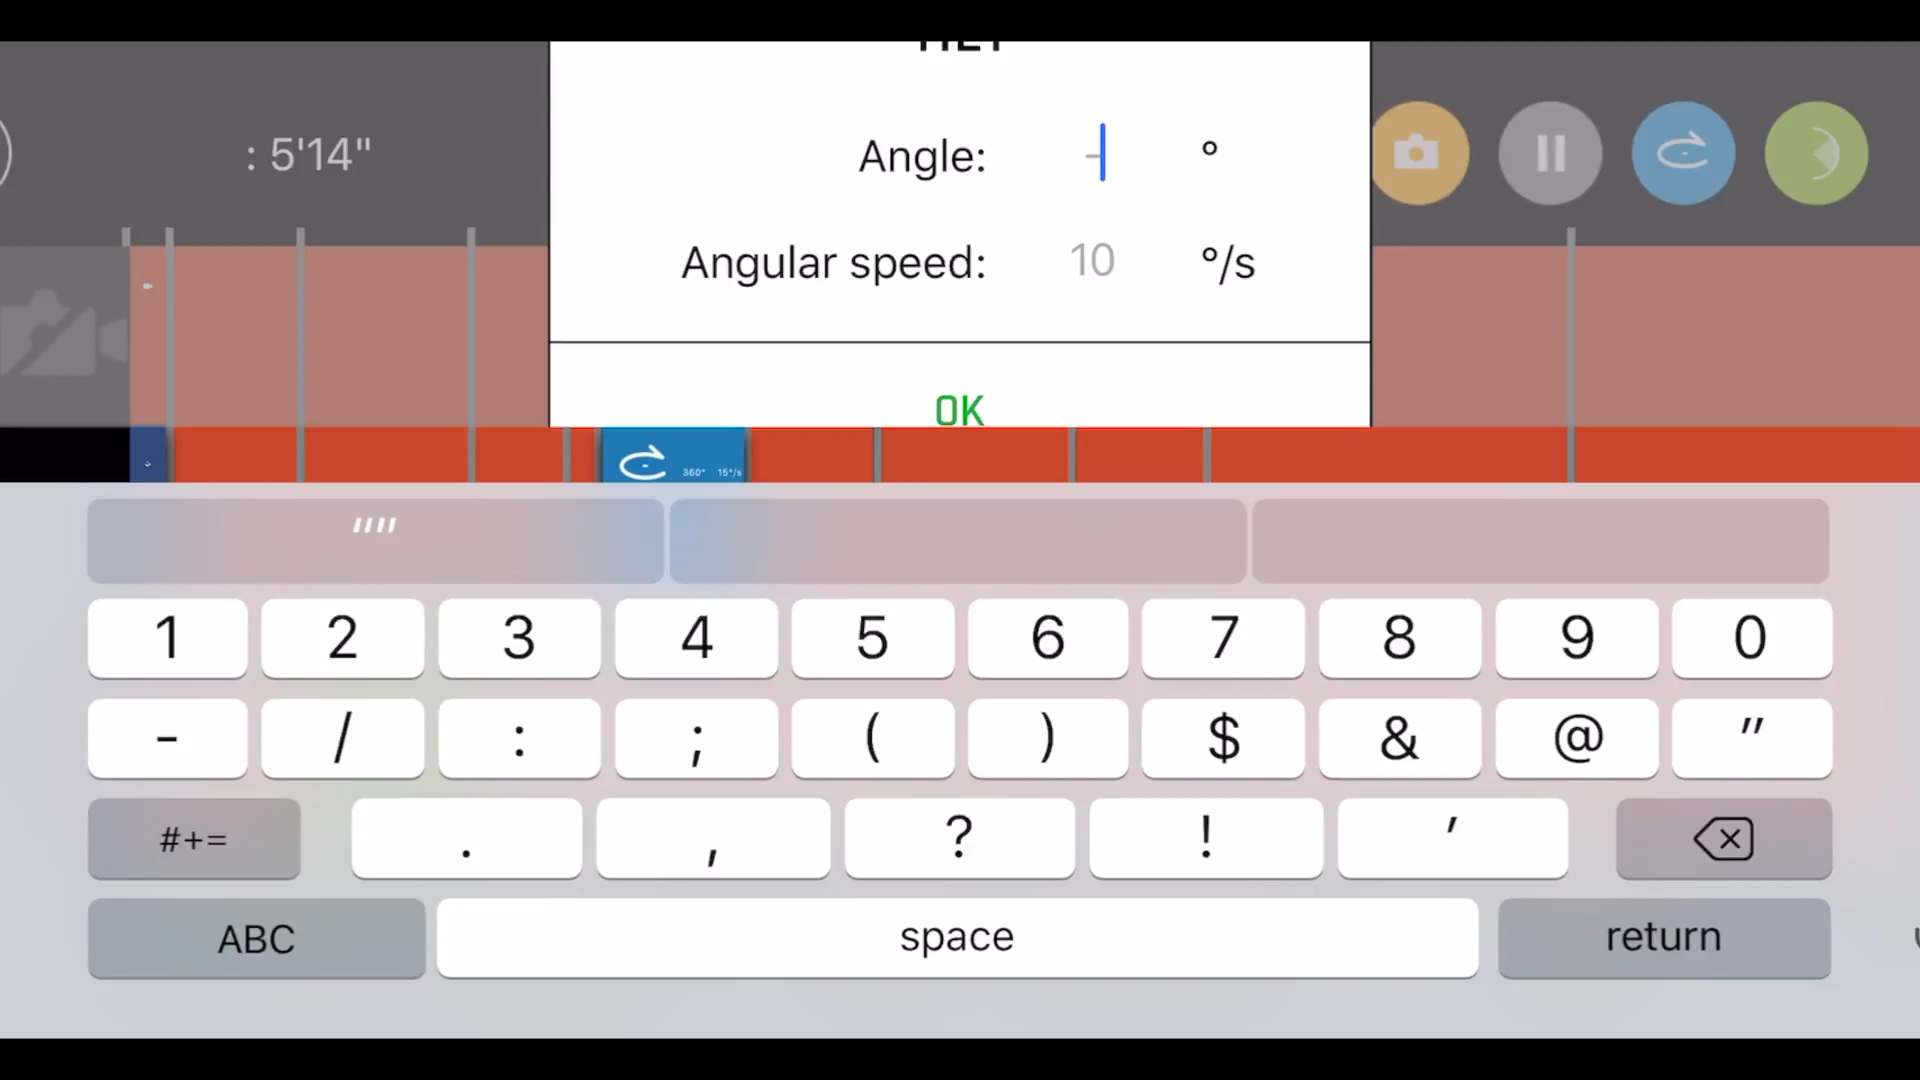 : 5'14"
Angle: - °
Angular speed: 10 °/s
OK
360° 15°/s
""
1 2 3 4 5 6 7 8 9 0
- / : ; ( ) $ & @ "
#+= . , ? ! '
ABC space return